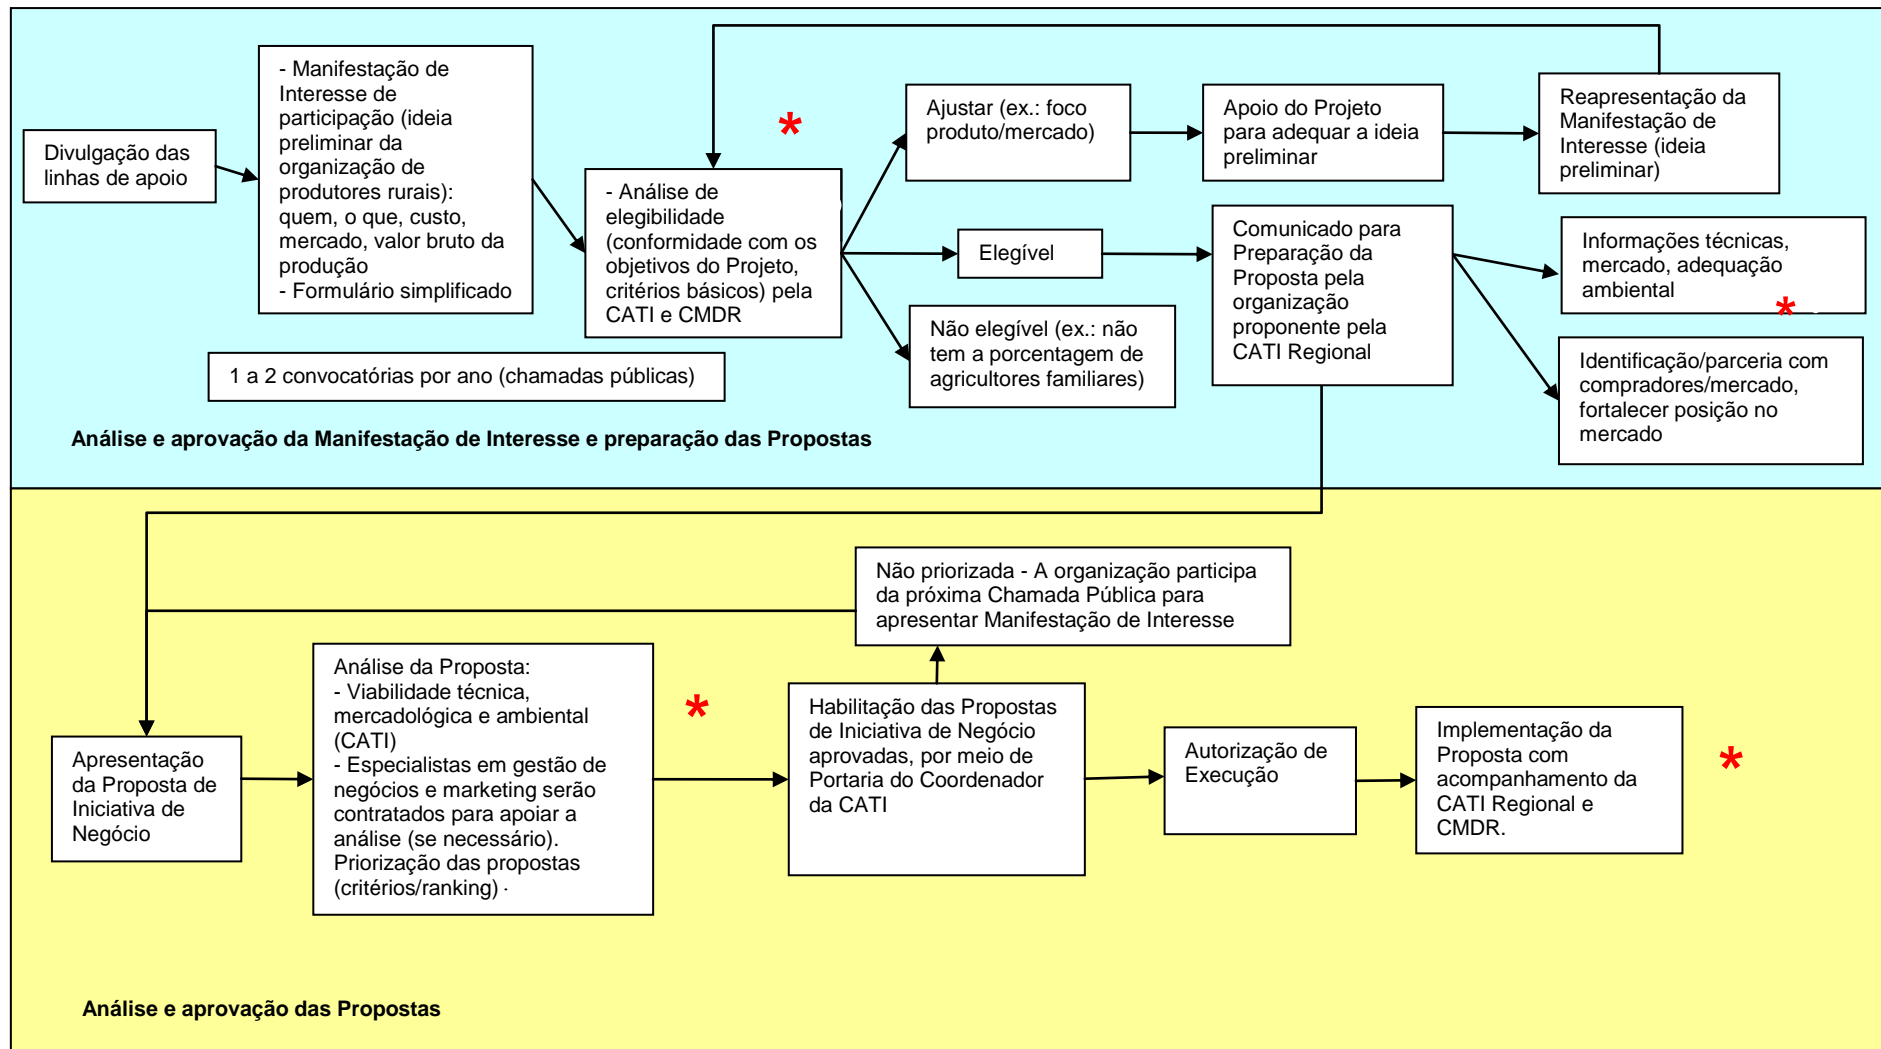 Divulgação das
linhas de apoio
- Manifestação de
Interesse de
participação (ideia
preliminar da
organização de
produtores rurais):
quem, o que, custo,
mercado, valor bruto da
produção
- Formulário simplificado
*
- Análise de
elegibilidade
(conformidade com os
objetivos do Projeto,
critérios básicos) pela
CATI e CMDR
Ajustar (ex.: foco
produto/mercado)
Apoio do Projeto
para adequar a ideia
preliminar
Reapresentação da
Manifestação de
Interesse (ideia
preliminar)
Elegível
Comunicado para
Preparação da
Proposta pela
organização
proponente pela
CATI Regional
Informações técnicas,
mercado, adequação
ambiental
*
Não elegível (ex.: não
tem a porcentagem de
agricultores familiares)
Identificação/parceria com
compradores/mercado,
fortalecer posição no
mercado
1 a 2 convocatórias por ano (chamadas públicas)
Análise e aprovação da Manifestação de Interesse e preparação das Propostas
Não priorizada - A organização participa
da próxima Chamada Pública para
apresentar Manifestação de Interesse
Apresentação
da Proposta de
Iniciativa de
Negócio
Análise da Proposta:
- Viabilidade técnica,
mercadológica e ambiental
(CATI)
- Especialistas em gestão de
negócios e marketing serão
contratados para apoiar a
análise (se necessário).
Priorização das propostas
(critérios/ranking) .
*
Habilitação das Propostas
de Iniciativa de Negócio
aprovadas, por meio de
Portaria do Coordenador
da CATI
Autorização de
Execução
Implementação da
Proposta com
acompanhamento da
CATI Regional e
CMDR.
*
Análise e aprovação das Propostas